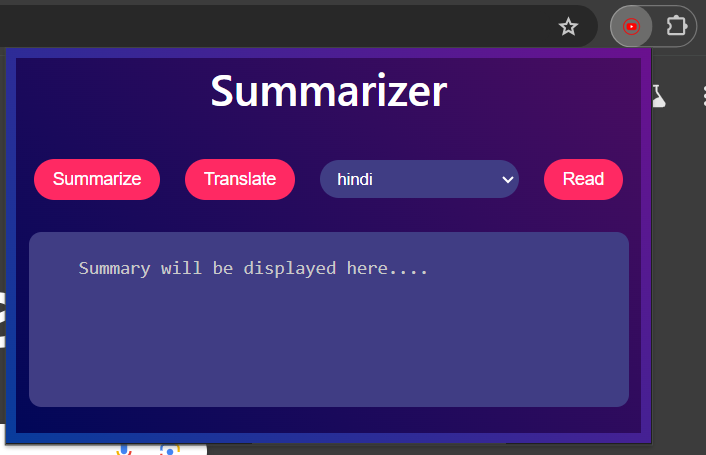 Summarizer
Summarize Translate hindi Read
Summary will be displayed here....